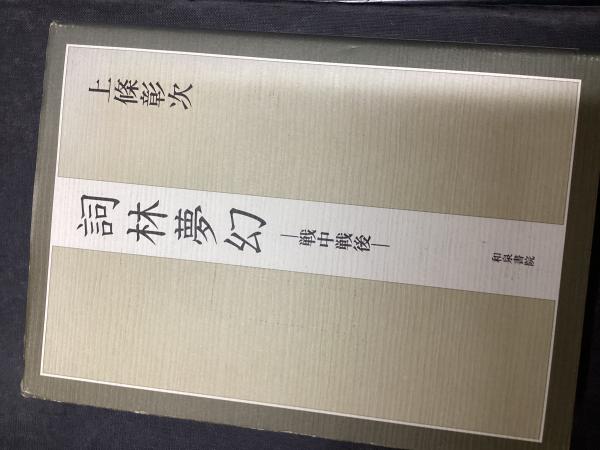 上條彰次
詞林夢幻
―戦中戦後―
和泉書院